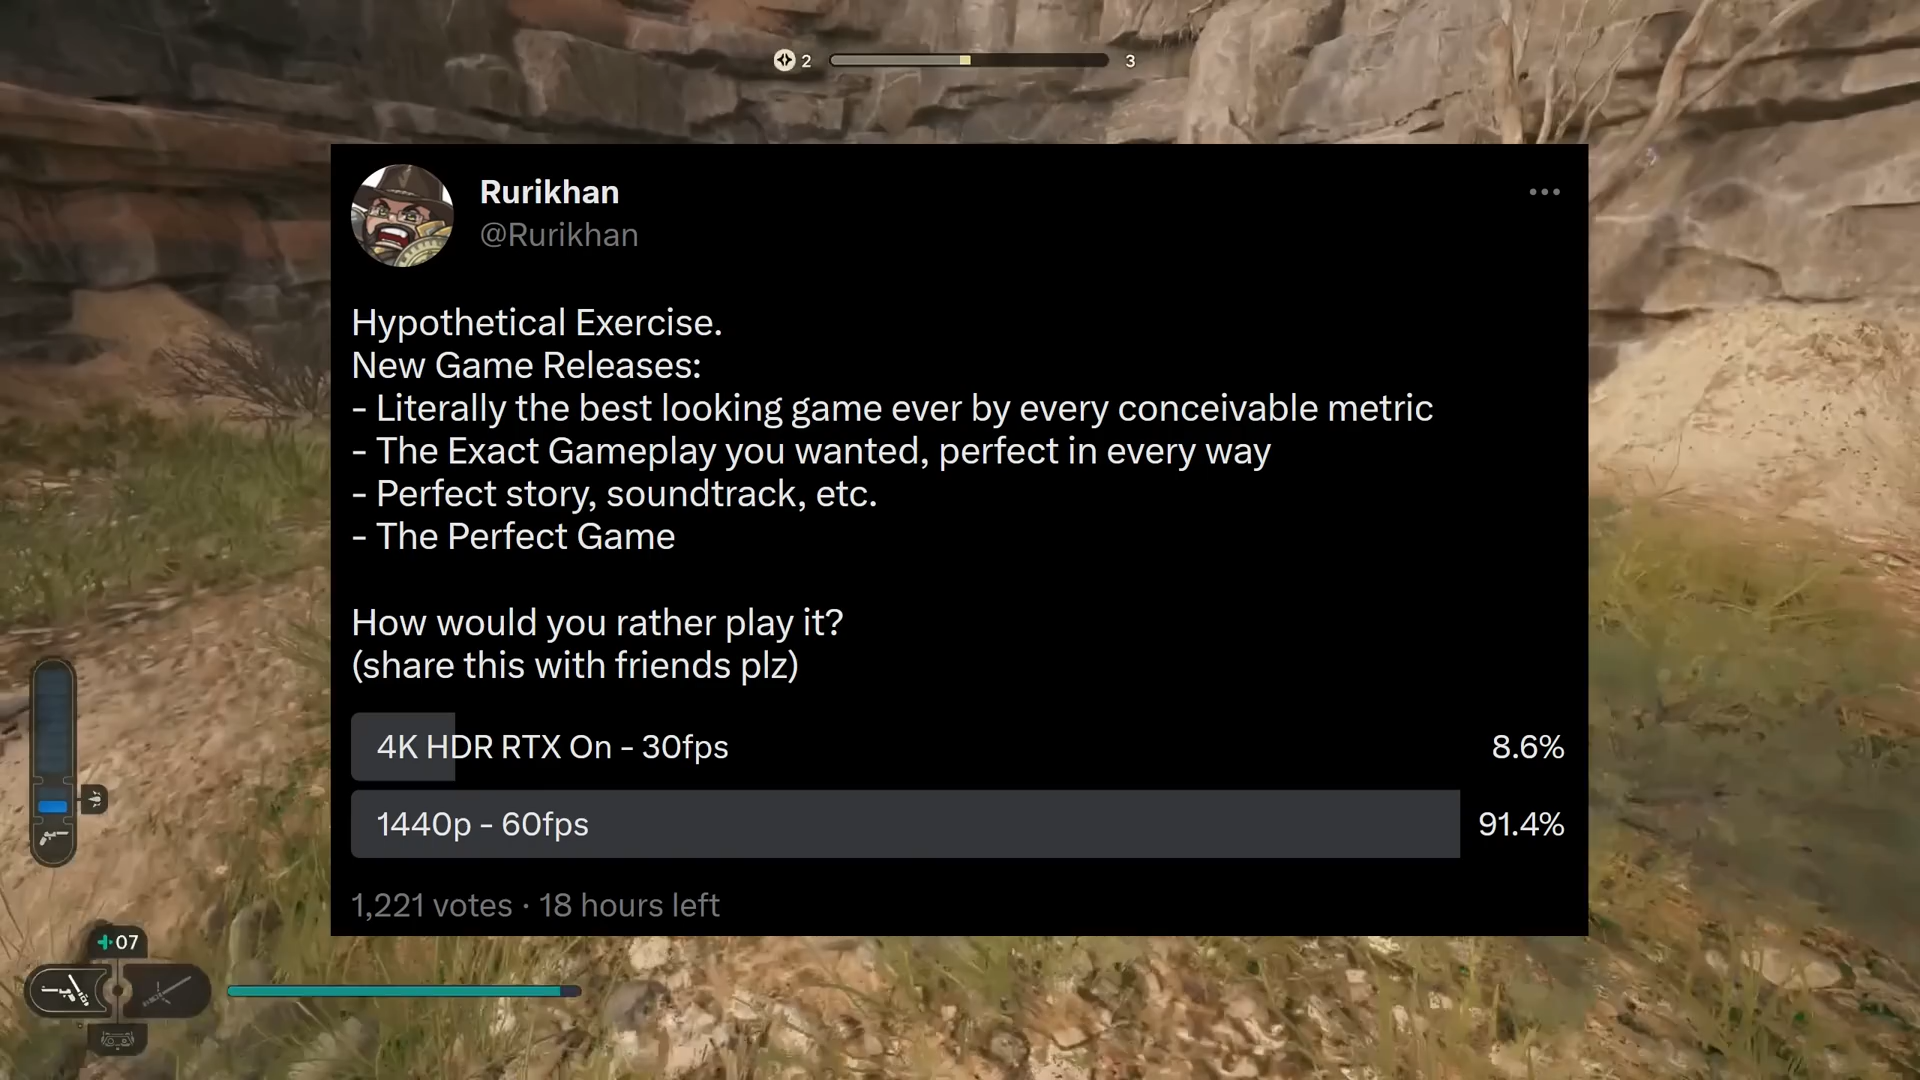 2
3
Rurikhan
@Rurikhan
Hypothetical Exercise.
New Game Releases:
- Literally the best looking game ever by every conceivable metric
- The Exact Gameplay you wanted, perfect in every way
- Perfect story, soundtrack, etc.
- The Perfect Game
How would you rather play it?
(share this with friends plz)
4K HDR RTX On - 30fps 8.6%
1440p - 60fps 91.4%
1,221 votes · 18 hours left
07